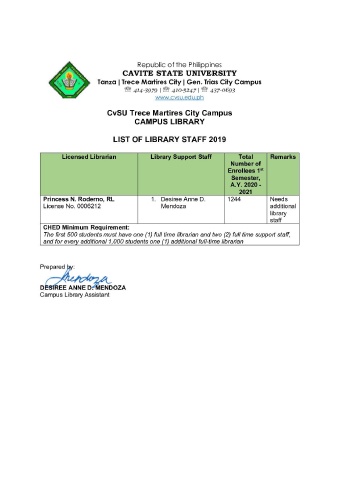 Republic of the Philippines
CAVITE STATE UNIVERSITY
Tanza | Trece Martires City | Gen. Trias City Campus
☏ 414-3979 | ☏ 410-5247 | ☏ 437-0693
www.cvsu.edu.ph
CvSU Trece Martires City Campus
CAMPUS LIBRARY
LIST OF LIBRARY STAFF 2019
Licensed Librarian
Library Support Staff
Total
Number of
Enrollees 1st
Semester,
A.Y. 2020 -
2021
Remarks
Princess N. Roderno, RL
License No. 0006212
1. Desiree Anne D.
Mendoza
1244
Needs
additional
library
staff
CHED Minimum Requirement:
The first 500 students must have one (1) full time librarian and two (2) full time support staff,
and for every additional 1,000 students one (1) additional full-time librarian
Prepared by:
Mendoza
DESIREE ANNE D. MENDOZA
Campus Library Assistant